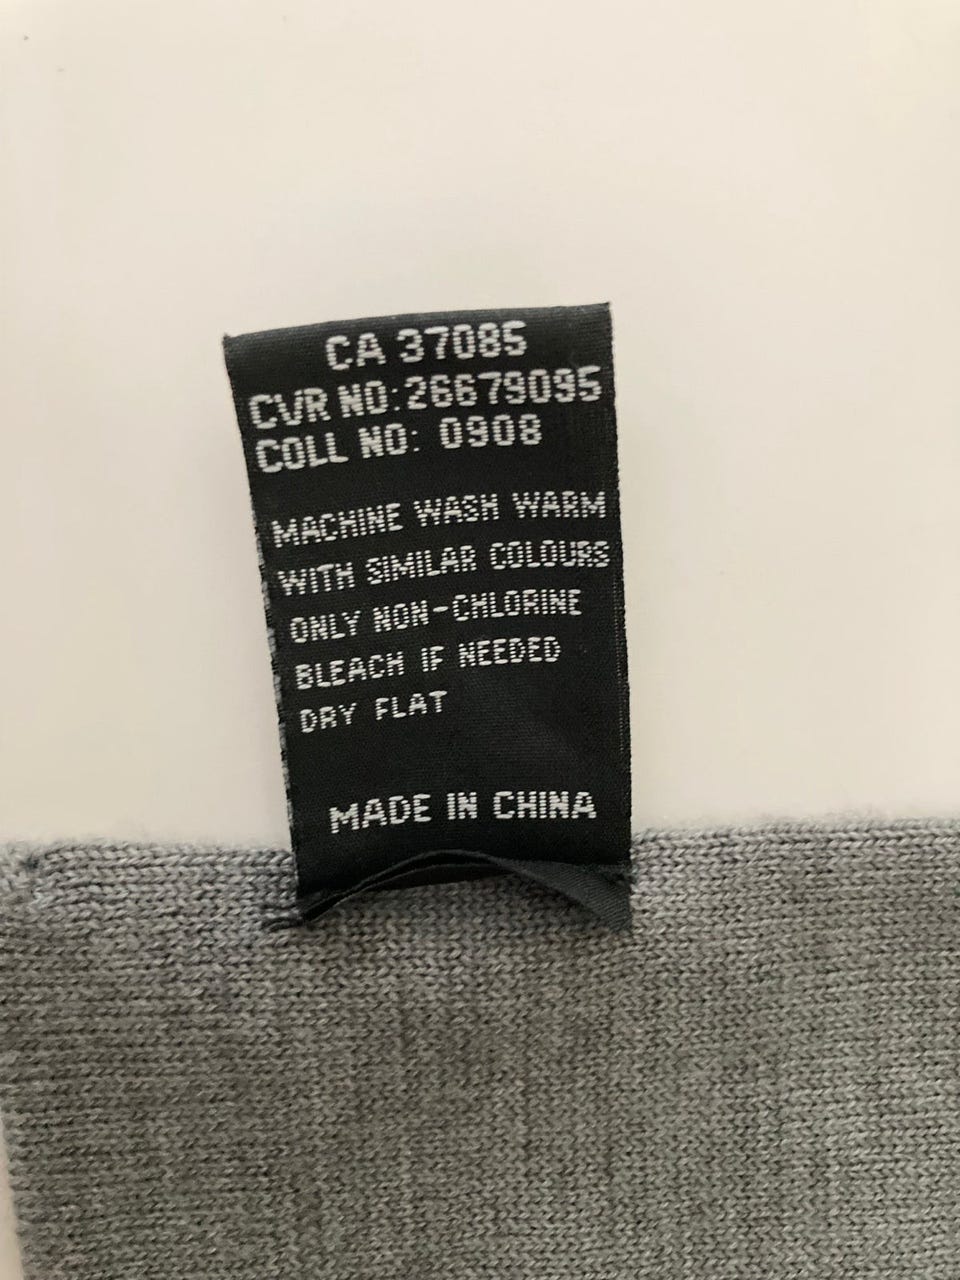 CA 37085
CVR NO:26679095
COLL NO: 0908
MACHINE WASH WARM
WITH SIMILAR COLOURS
ONLY NON-CHLORINE
BLEACH IF NEEDED
DRY FLAT
MADE IN CHINA